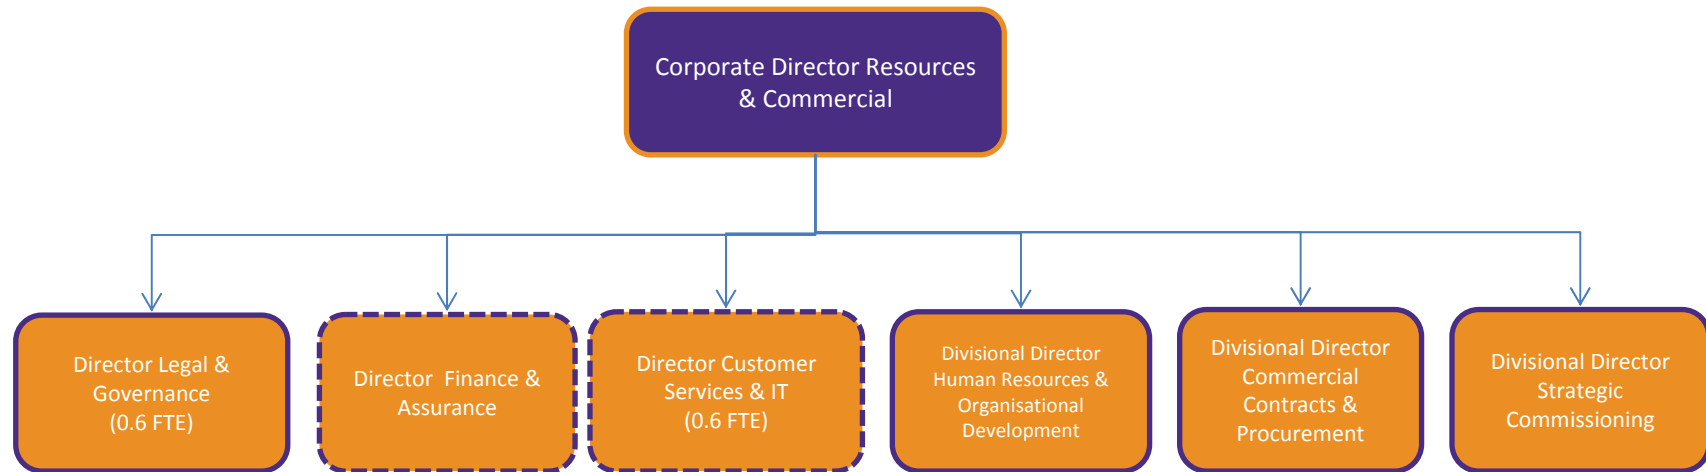 Corporate Director Resources
& Commercial
Director Legal &
Governance
(0.6 FTE)
Director  Finance &
Assurance
Director Customer
Services & IT
(0.6 FTE)
Divisional Director
Human Resources &
Organisational
Development
Divisional Director
Commercial
Contracts &
Procurement
Divisional Director
Strategic
Commissioning